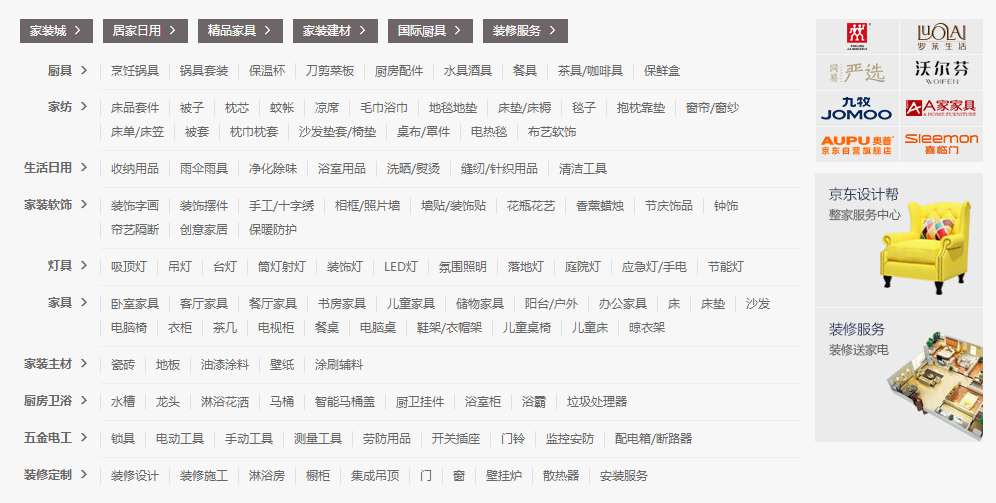 家装城 > 居家日用 > 精品家具 > 家装建材 > 国际厨具 > 装修服务 >
厨具 > 烹饪锅具 锅具套装 保温杯 刀剪菜板 厨房配件 水具酒具 餐具 茶具/咖啡具 保鲜盒
家纺 > 床品套件 被子 枕芯 蚊帐 凉席 毛巾浴巾 地毯地垫 床垫/床褥 毯子 抱枕靠垫 窗帘/窗纱
床单/床笠 被套 枕巾枕套 沙发垫套/椅垫 桌布/罩件 电热毯 布艺软饰
生活日用 > 收纳用品 雨伞雨具 净化除味 浴室用品 洗晒/熨烫 缝纫/针织用品 清洁工具
家装软饰 > 装饰字画 装饰摆件 手工/十字绣 相框/照片墙 墙贴/装饰贴 花瓶花艺 香薰蜡烛 节庆饰品 钟饰
帘艺隔断 创意家居 保暖防护
灯具 > 吸顶灯 吊灯 台灯 筒灯射灯 装饰灯 LED灯 氛围照明 落地灯 庭院灯 应急灯/手电 节能灯
家具 > 卧室家具 客厅家具 餐厅家具 书房家具 儿童家具 储物家具 阳台/户外 办公家具 床 床垫 沙发
电脑椅 衣柜 茶几 电视柜 餐桌 电脑桌 鞋架/衣帽架 儿童桌椅 儿童床 晾衣架
家装主材 > 瓷砖 地板 油漆涂料 壁纸 涂刷辅料
厨房卫浴 > 水槽 龙头 淋浴花洒 马桶 智能马桶盖 厨卫挂件 浴室柜 浴霸 垃圾处理器
五金电工 > 锁具 电动工具 手动工具 测量工具 劳防用品 开关插座 门铃 监控安防 配电箱/断路器
装修定制 > 装修设计 装修施工 淋浴房 橱柜 集成吊顶 门 窗 壁挂炉 散热器 安装服务
LUOLAI
罗莱生活
网易严选
沃尔芬
WOIFEN
九牧
JOMOO
A家家具
A HOME FURNITURE
AUPU 奥普
京东自营旗舰店
Sleemon
喜临门
京东设计帮
整家服务中心
装修服务
装修送家电